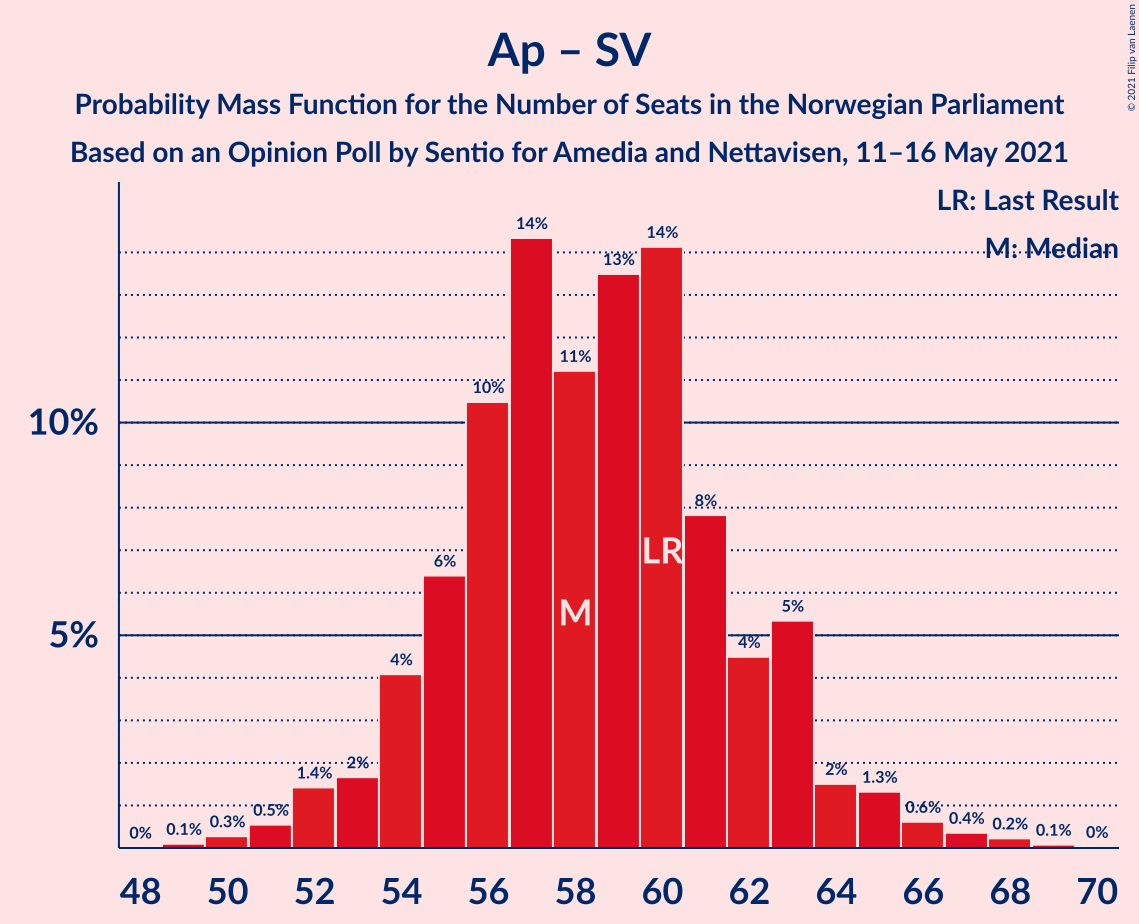 Ap – SV
Probability Mass Function for the Number of Seats in the Norwegian Parliament
Based on an Opinion Poll by Sentio for Amedia and Nettavisen, 11–16 May 2021
© 2021 Filip van Laenen
LR: Last Result
M: Median
10%
5%
0%
0.1%
0.3%
0.5%
1.4%
2%
4%
6%
10%
14%
11%
13%
14%
8%
4%
5%
2%
1.3%
0.6%
0.4%
0.2%
0.1%
0%
M
LR
48 50 52 54 56 58 60 62 64 66 68 70